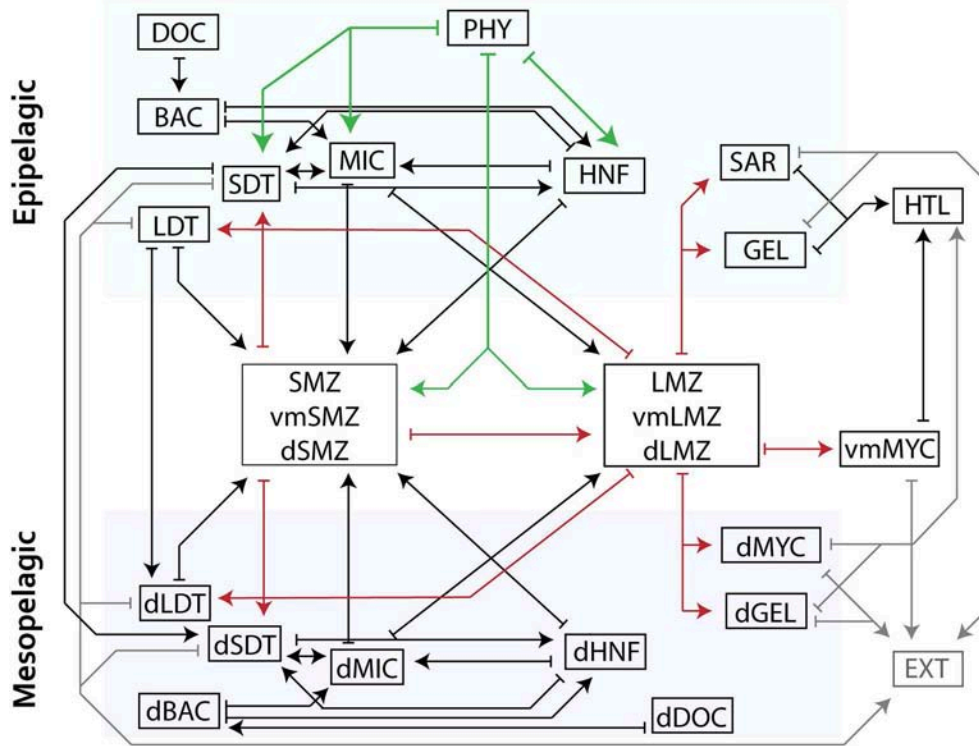 Epipelagic
DOC
PHY
BAC
MIC
HNF
SDT
SAR
HTL
LDT
GEL
SMZ
vmSMZ
dSMZ
LMZ
vmLMZ
dLMZ
vmMYC
Mesopelagic
dMYC
dLDT
dGEL
dSDT
dMIC
dHNF
EXT
dBAC
dDOC